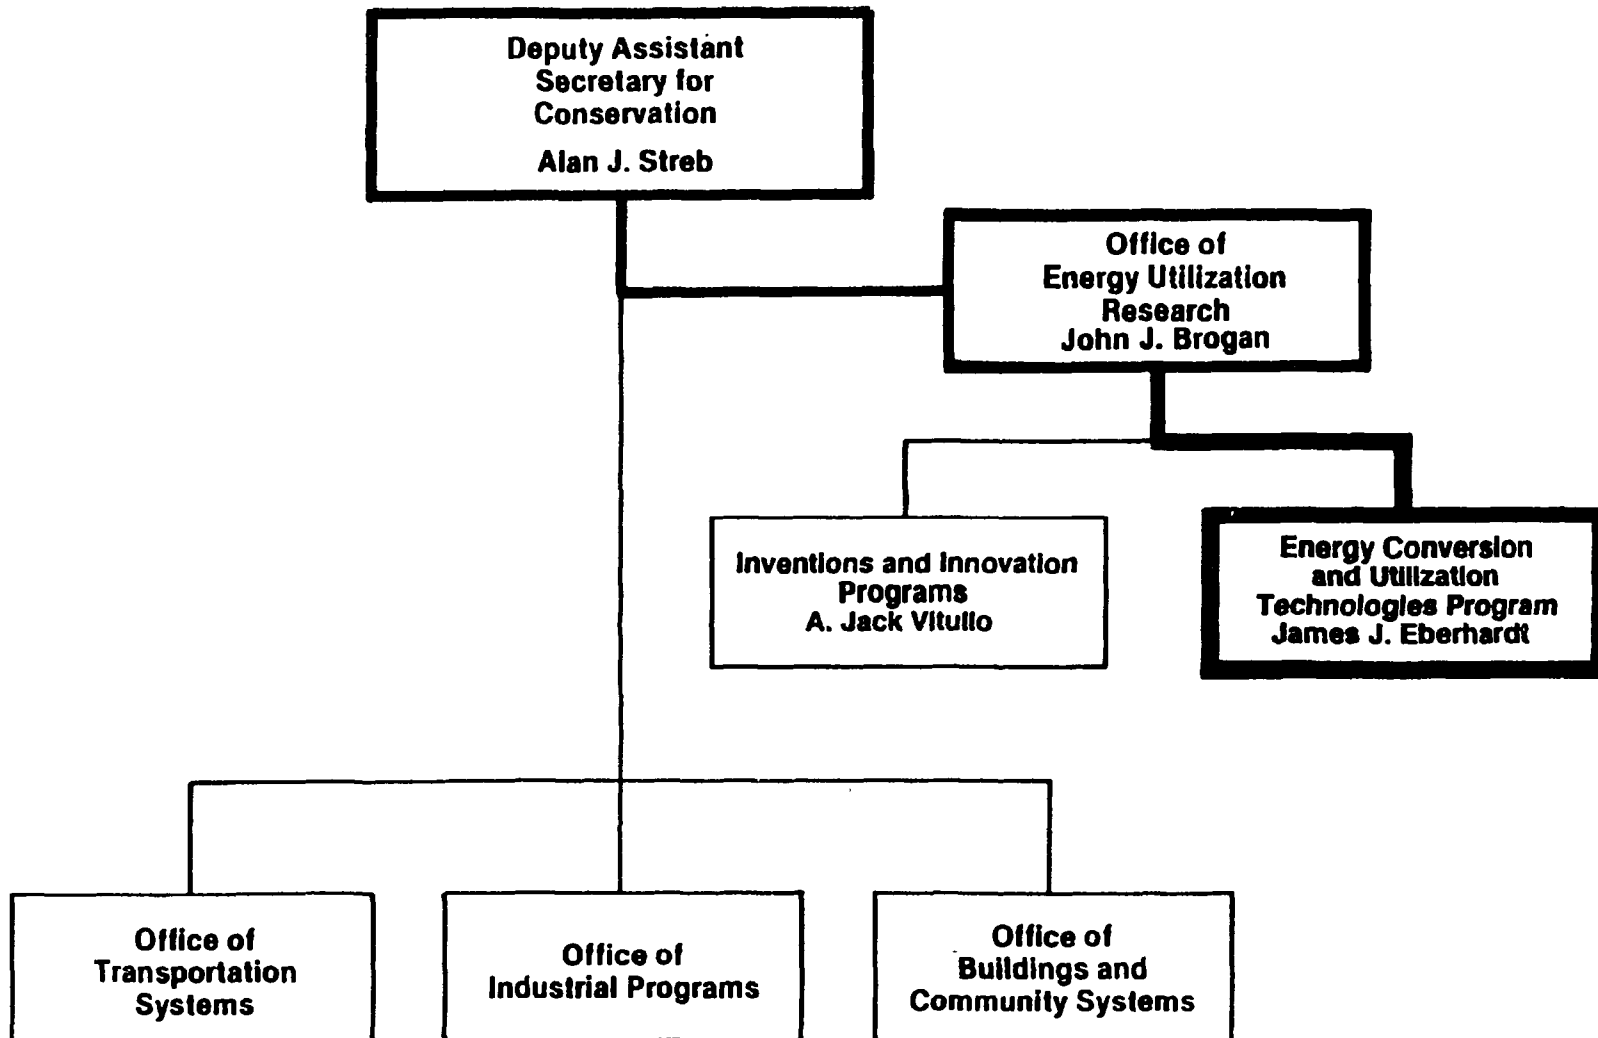 Deputy Assistant
Secretary for
Conservation
Alan J. Streb
Office of
Energy Utilization
Research
John J. Brogan
Inventions and Innovation
Programs
A. Jack Vitullo
Energy Conversion
and Utilization
Technologies Program
James J. Eberhardt
Office of
Transportation
Systems
Office of
Industrial Programs
Office of
Buildings and
Community Systems